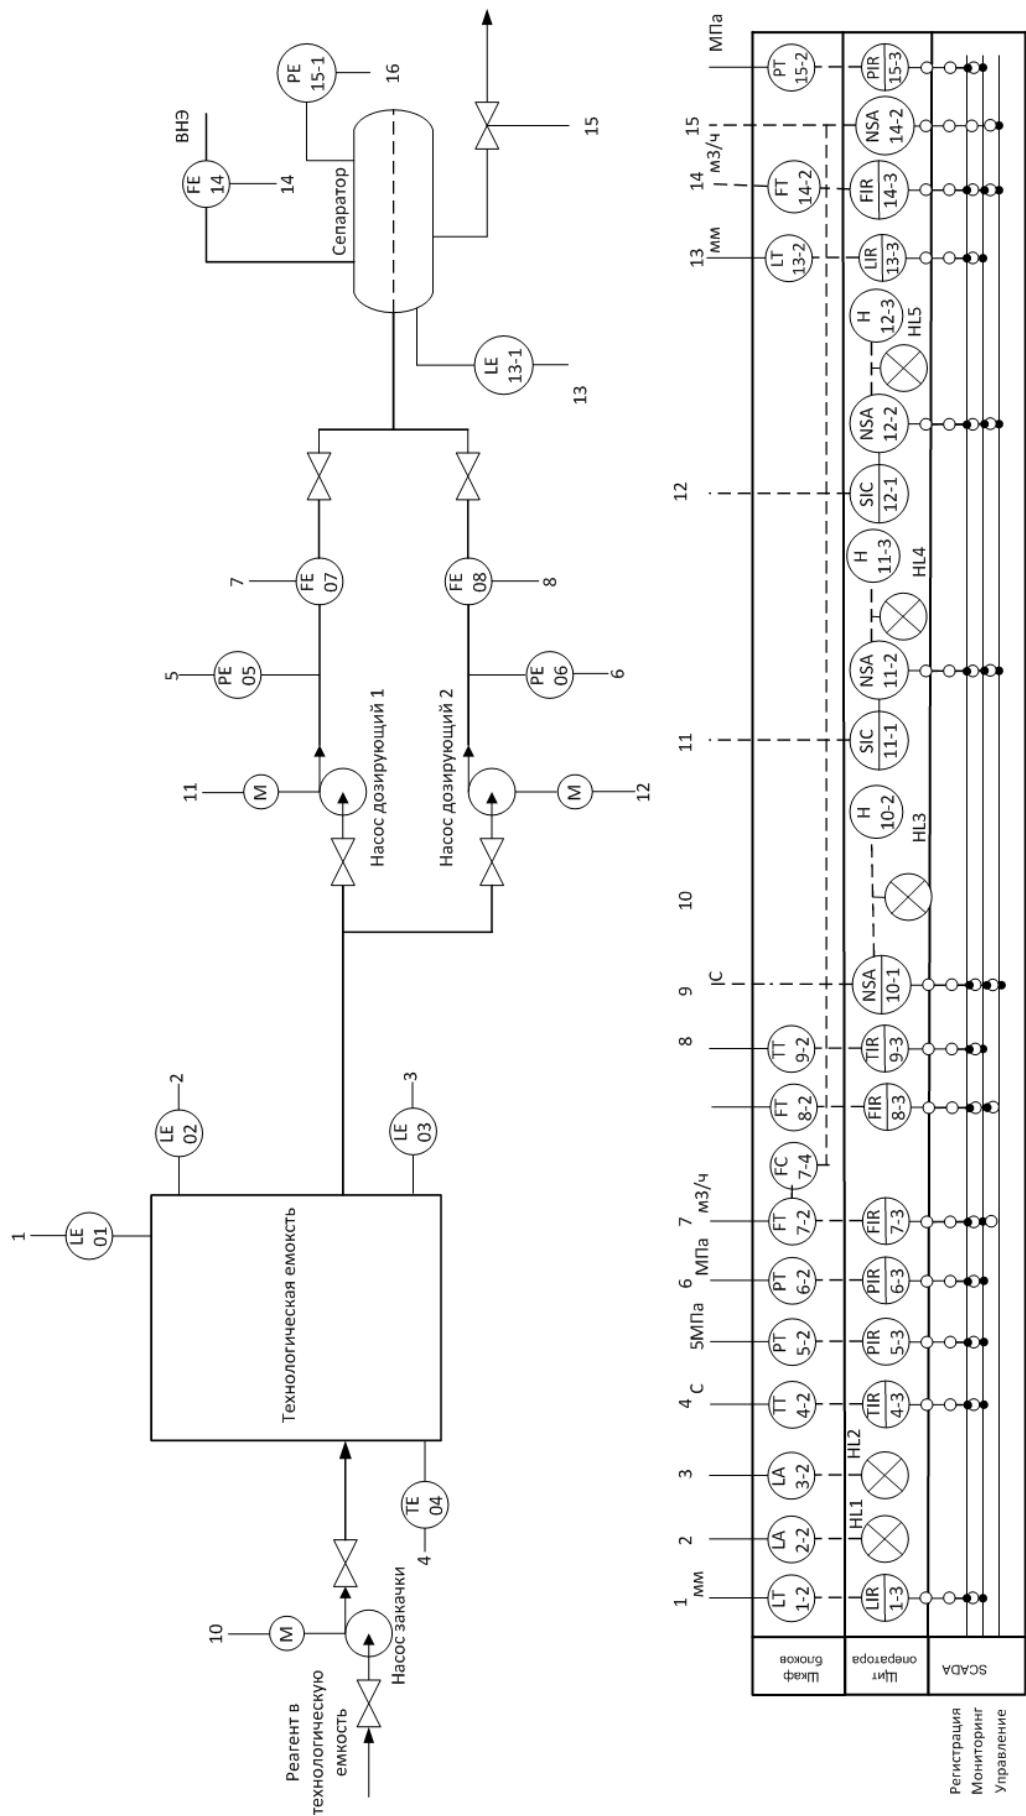 1
LE
01
2
LE
02
3
LE
03
Технологическая емкость
TE
04
4
10
M
Насос закачки
Реагент в
технологическую
емкость
5
PE
05
7
FE
07
11
M
Насос дозирующий 1
Насос дозирующий 2
12
M
PE
06
6
FE
08
8
ВНЭ
FE
14
14
PE
15-1
16
Сепаратор
LE
13-1
13
15
1
мм
2
3
4
С
5МПа
6
МПа
7
м3/ч
8
9
С
10
11
12
13
мм
14
м3/ч
15
МПа
Шкаф
блоков
LT
1-2
LA
2-2
LA
3-2
TT
4-2
PT
5-2
PT
6-2
FT
7-2
FC
7-4
FT
8-2
TT
9-2
LT
13-2
FT
14-2
PT
15-2
Щит
оператора
LIR
1-3
HL1
HL2
TIR
4-3
PIR
5-3
PIR
6-3
FIR
7-3
FIR
8-3
TIR
9-3
NSA
10-1
H
10-2
HL3
SIC
11-1
NSA
11-2
H
11-3
HL4
SIC
12-1
NSA
12-2
H
12-3
HL5
LIR
13-3
FIR
14-3
NSA
14-2
PIR
15-3
SCADA
Регистрация
Мониторинг
Управление